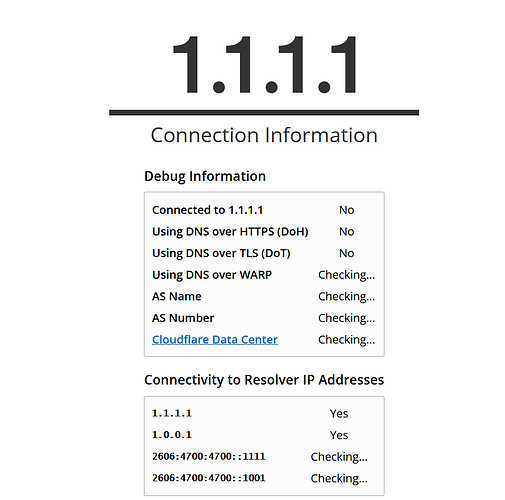 1.1.1.1
Connection Information
Debug Information
Connected to 1.1.1.1 No
Using DNS over HTTPS (DoH) No
Using DNS over TLS (DoT) No
Using DNS over WARP Checking...
AS Name Checking...
AS Number Checking...
Cloudflare Data Center Checking...
Connectivity to Resolver IP Addresses
1.1.1.1 Yes
1.0.0.1 Yes
2606:4700:4700::1111 Checking...
2606:4700:4700::1001 Checking...